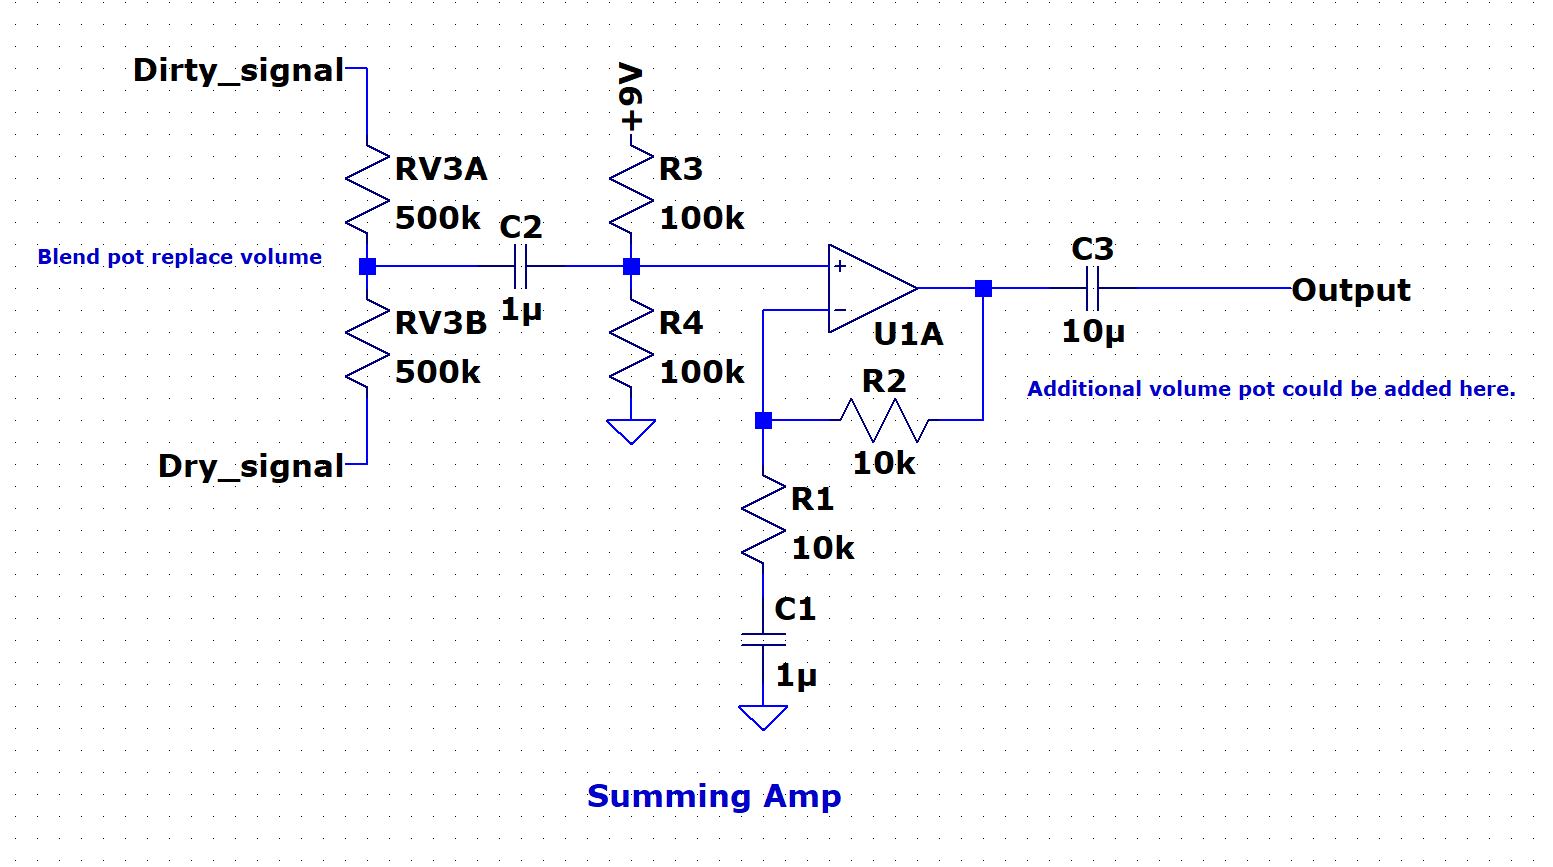 Dirty_signal
+9V
RV3A
500k
R3
100k
C2
1µ
Blend pot replace volume
RV3B
500k
R4
100k
U1A
C3
10µ
Output
Additional volume pot could be added here.
R2
10k
Dry_signal
R1
10k
C1
1µ
Summing Amp